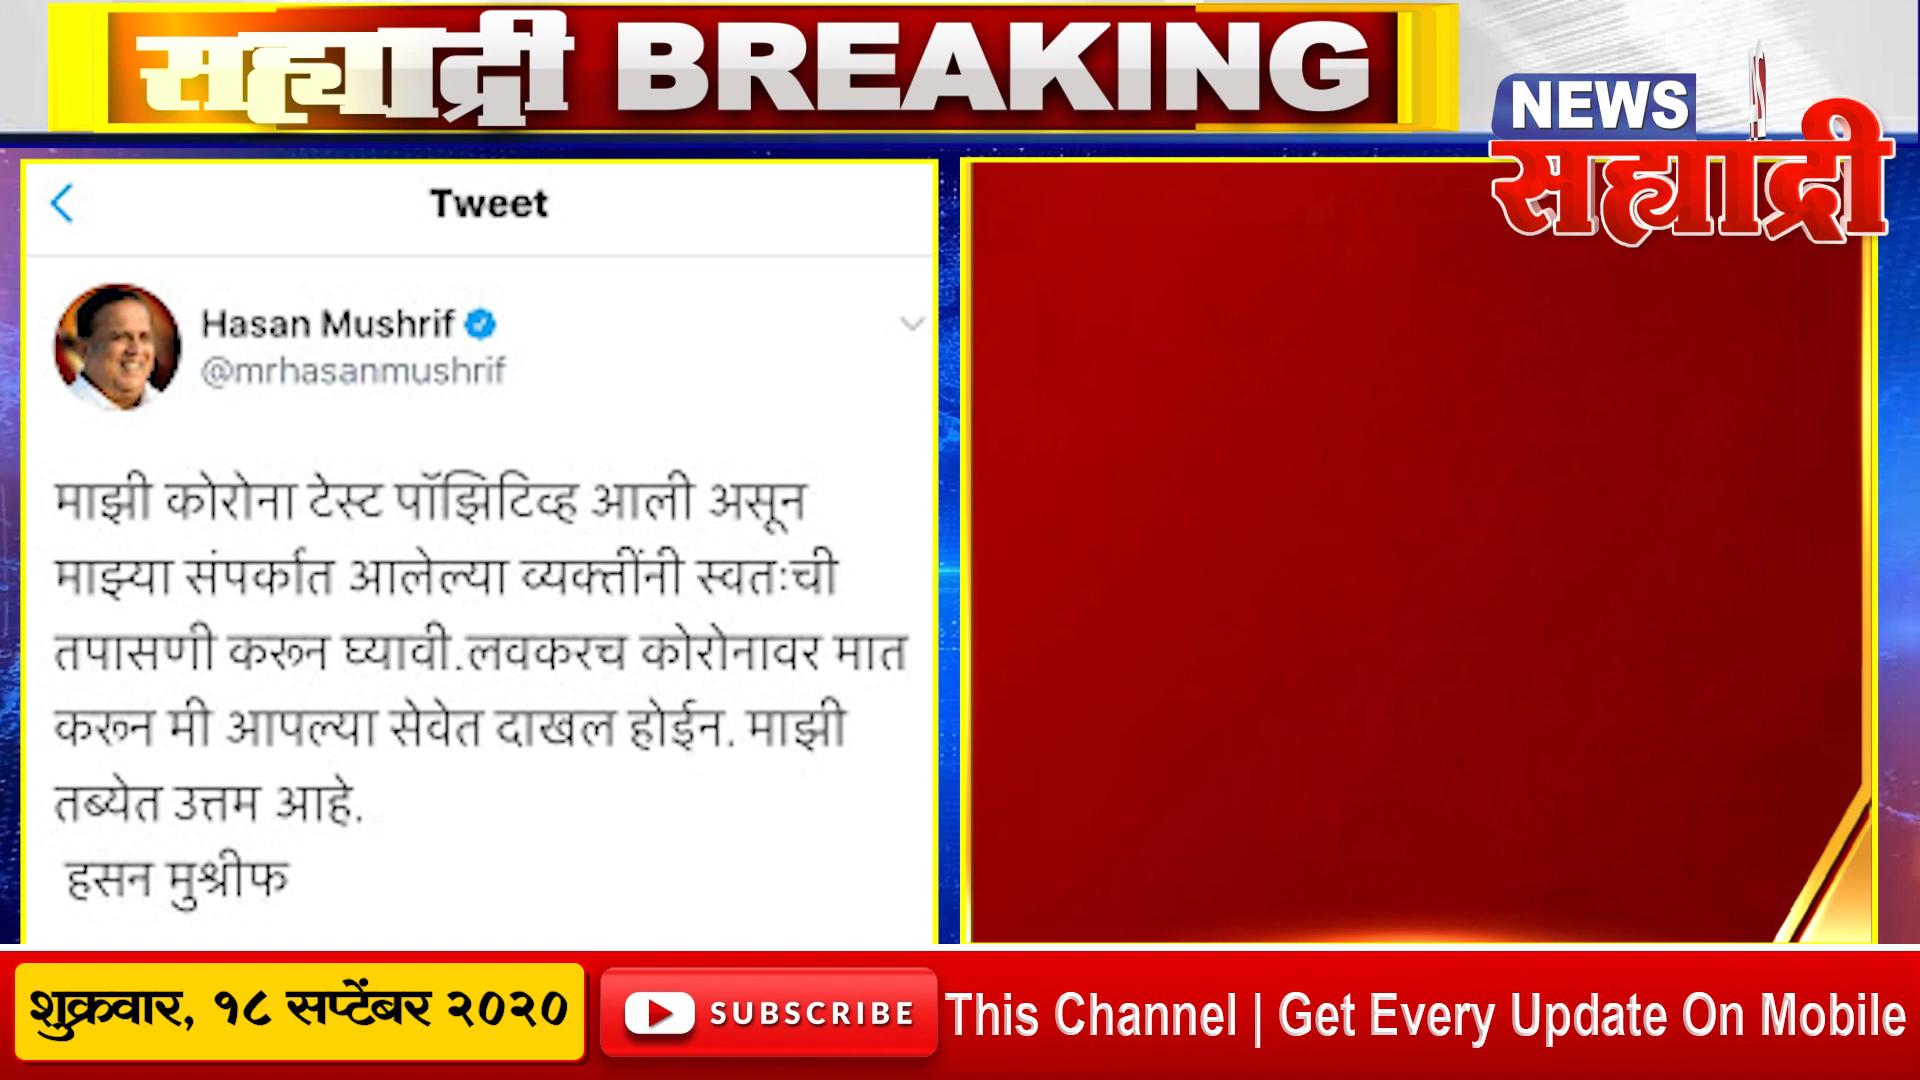 सह्याद्री BREAKING
NEWS
सह्याद्री
Tweet
Hasan Mushrif
@mrhasanmushrif
माझी कोरोना टेस्ट पॉझिटिव्ह आली असून
माझ्या संपर्कात आलेल्या व्यक्तींनी स्वतःची
तपासणी करून घ्यावी.लवकरच कोरोनावर मात
करून मी आपल्या सेवेत दाखल होईन. माझी
तब्येत उत्तम आहे.
हसन मुश्रीफ
शुक्रवार, १८ सप्टेंबर २०२०
SUBSCRIBE
This Channel | Get Every Update On Mobile